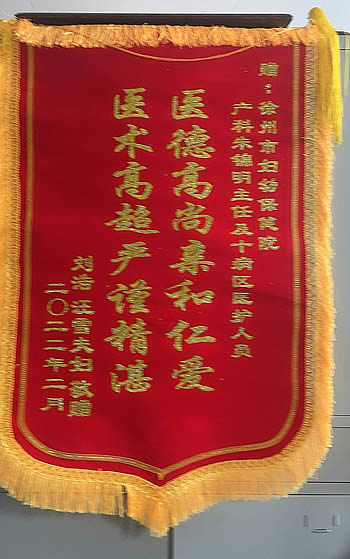 赠：徐州市妇幼保健院
产科朱锦明主任及十病区医护人员
医德高尚亲和仁爱
医术高超严谨精湛
刘浩 汪雪夫妇 敬赠
二〇二二年二月